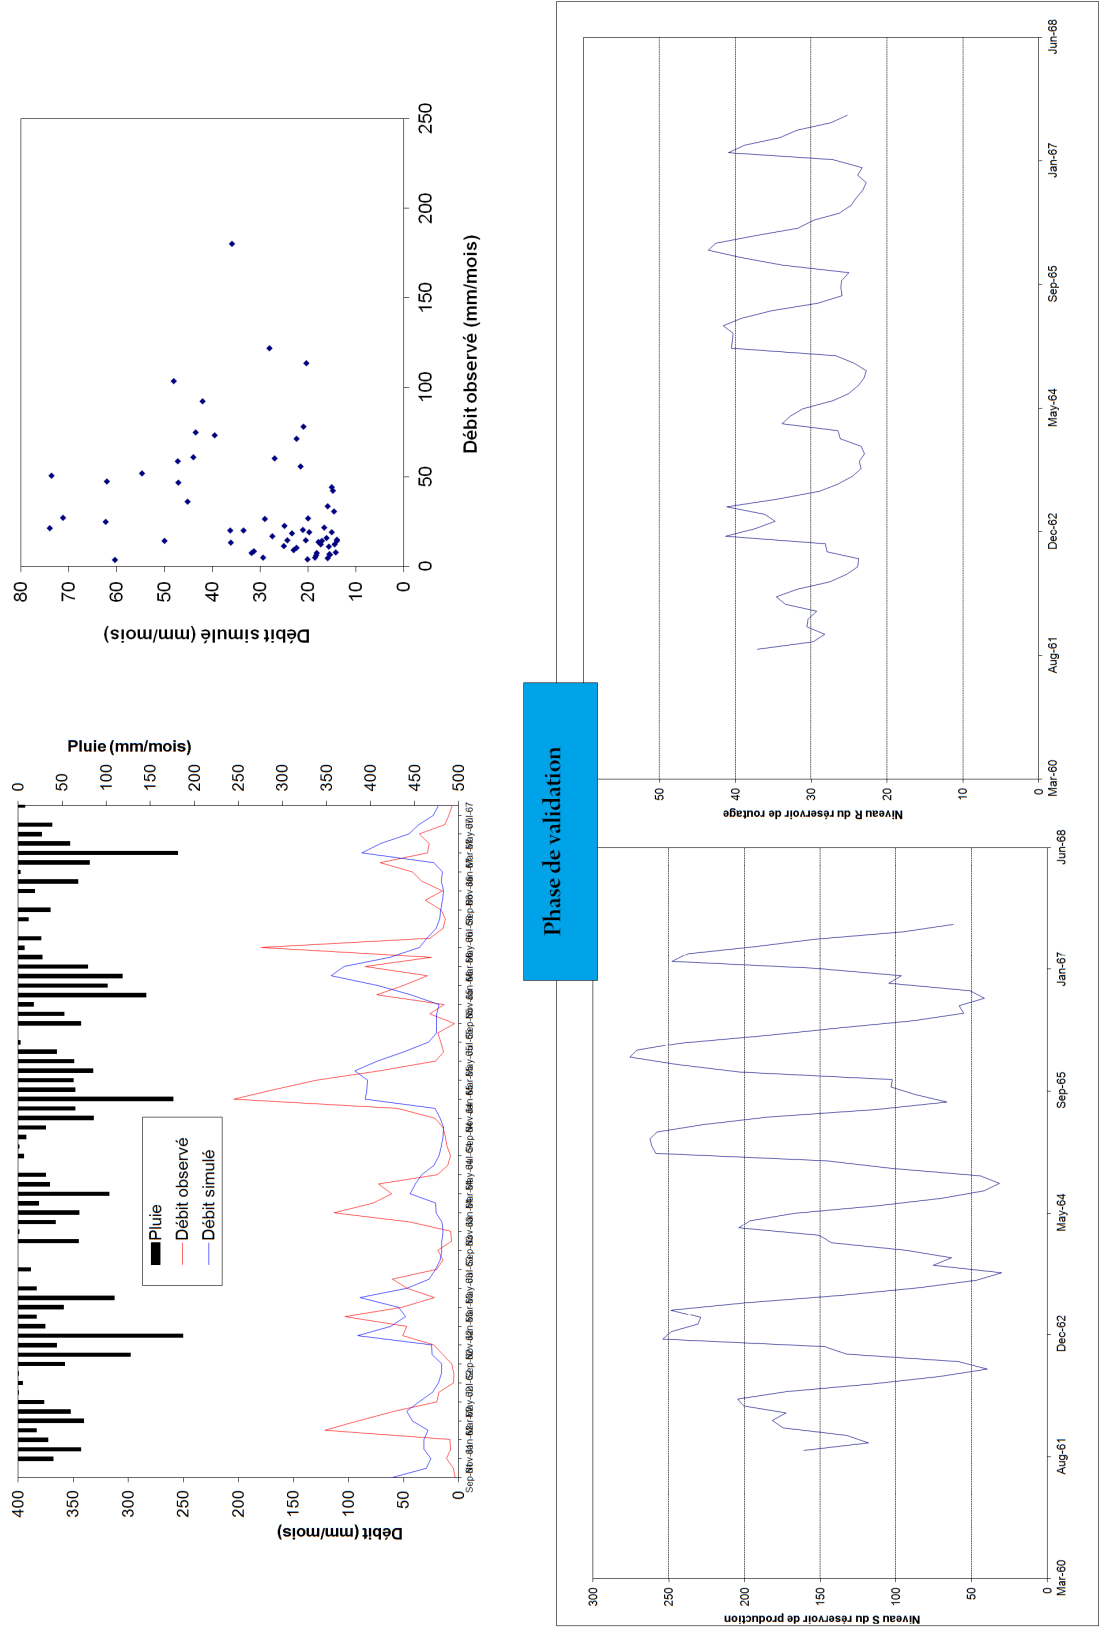 Pluie (mm/mois)
0 50 100 150 200 250 300 350 400 450 500
Pluie
Débit observé
Débit simulé
400 350 300 250 200 150 100 50 0
Débit (mm/mois)
80 70 60 50 40 30 20 10 0
Débit simulé (mm/mois)
0 50 100 150 200 250
Débit observé (mm/mois)
Phase de validation
300 250 200 150 100 50 0
Niveau S du réservoir de production
Mar-60 Aug-61 Dec-62 May-64 Sep-65 Jan-67 Jun-68
50 40 30 20 10 0
Niveau R du réservoir de routage
Mar-60 Aug-61 Dec-62 May-64 Sep-65 Jan-67 Jun-68